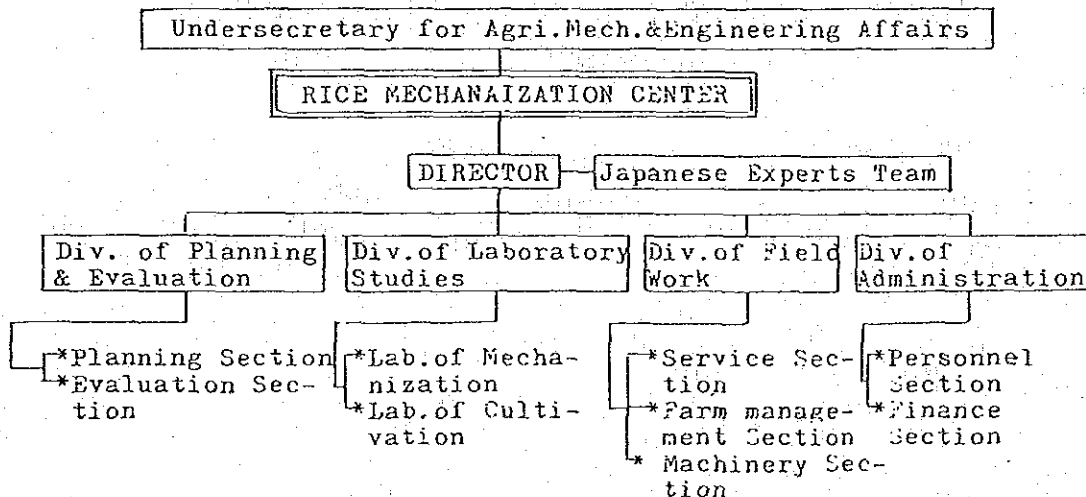 Undersecretary for Agri.Mech.&Engineering Affairs
RICE MECHANAIZATION CENTER
DIRECTOR
Japanese Experts Team
Div. of Planning
& Evaluation
Div.of Laboratory
Studies
Div.of Field
Work
Div.of
Administration
*Planning Section
*Evaluation Sec-
tion
*Lab.of Mecha-
nization
*Lab.of Culti-
vation
*Service Sec-
tion
*Farm manage-
ment Section
* Machinery Sec-
tion
*Personnel
Section
*Finance
Section